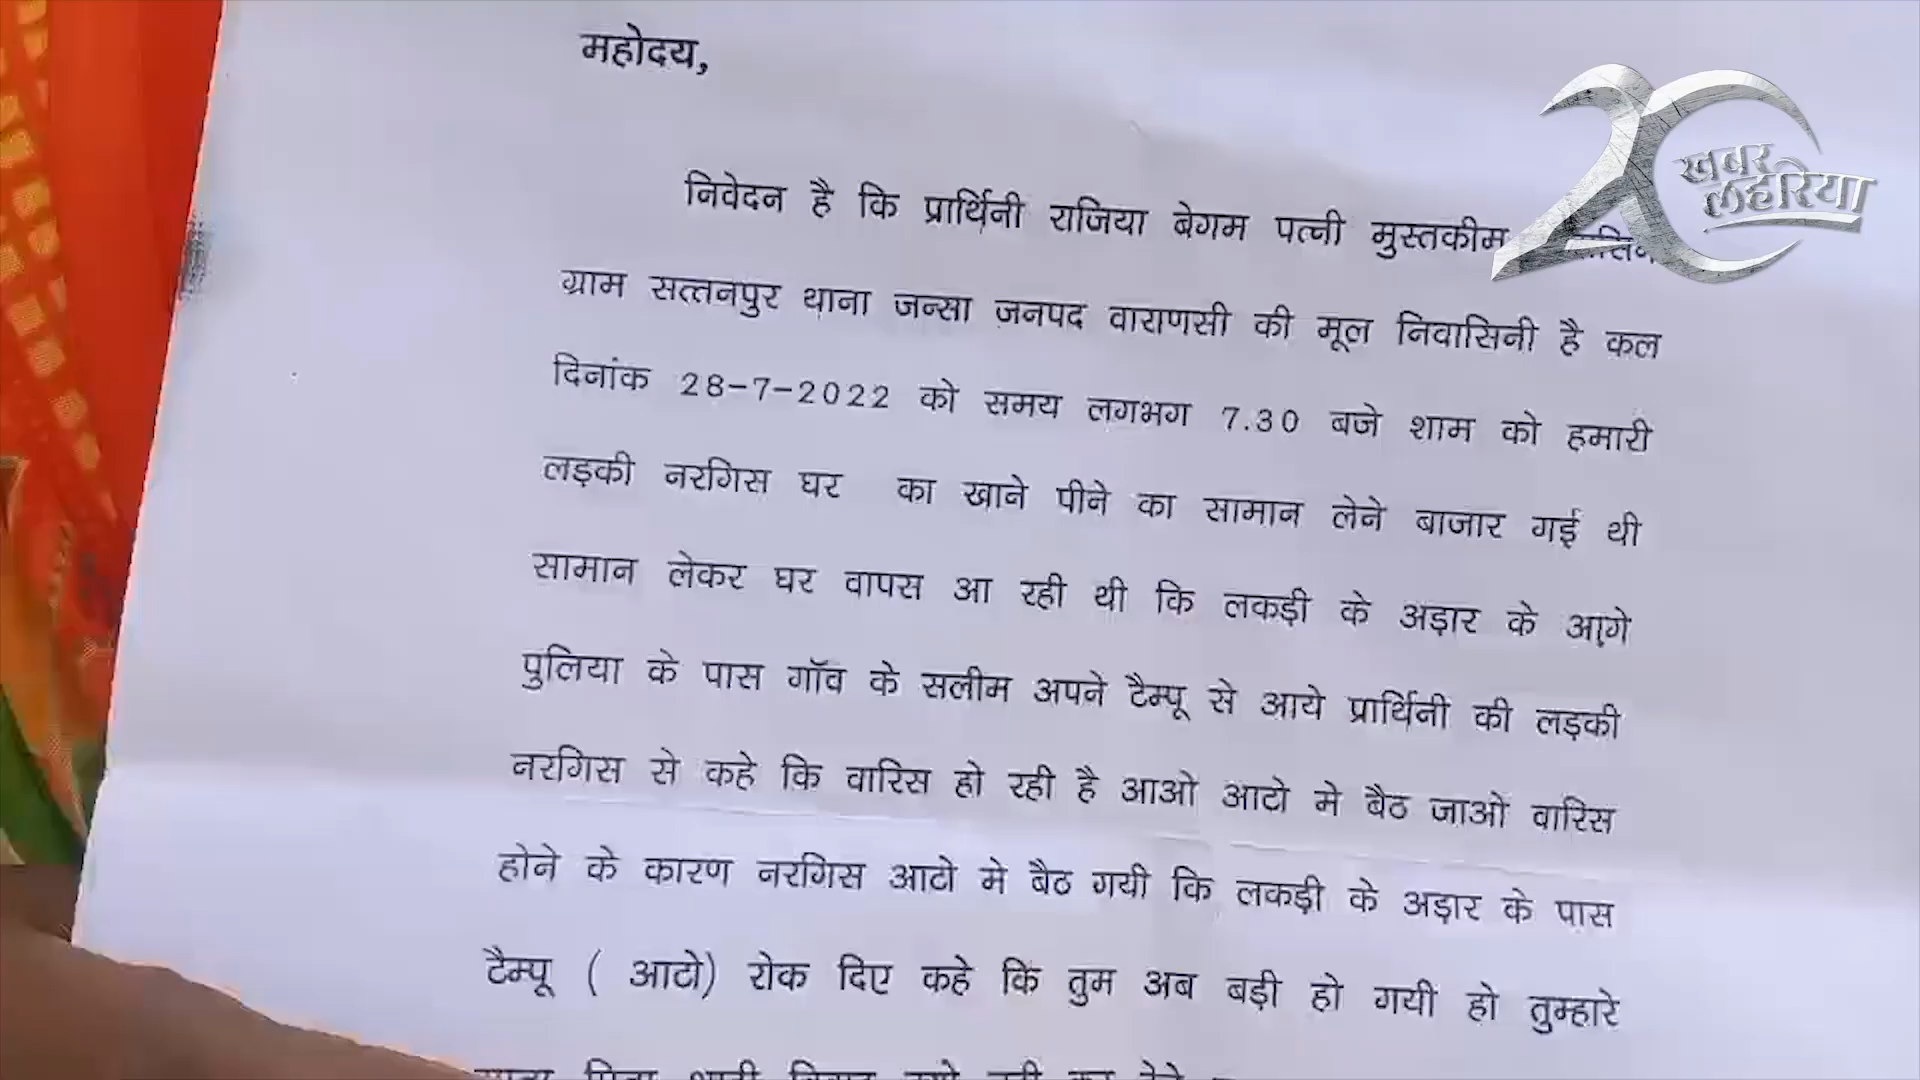 महोदय,
निवेदन है कि प्रार्थिनी राजिया बेगम पत्नी मुस्तकीम
ग्राम सत्तनपुर थाना जन्सा जनपद वाराणसी की मूल निवासिनी है कल
दिनांक 28-7-2022 को समय लगभग 7.30 बजे शाम को हमारी
लड़की नरगिस घर का खाने पीने का सामान लेने बाजार गई थी
सामान लेकर घर वापस आ रही थी कि लकड़ी के अड़ार के आगे
पुलिया के पास गॉव के सलीम अपने टैम्पू से आये प्रार्थिनी की लड़की
नरगिस से कहे कि वारिस हो रही है आओ आटो मे बैठ जाओ वारिस
होने के कारण नरगिस आटो मे बैठ गयी कि लकड़ी के अड़ार के पास
टैम्पू ( आटो) रोक दिए कहे कि तुम अब बड़ी हो गयी हो तुम्हारे
20 खबर लहरिया